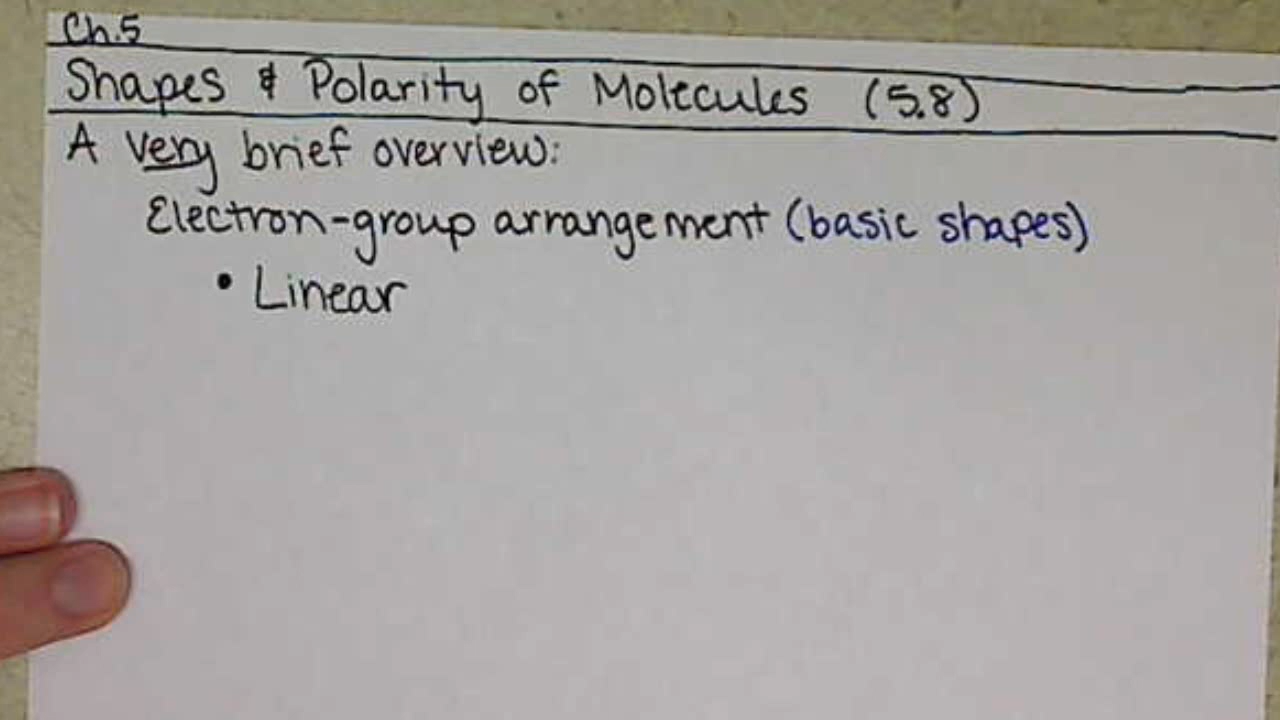 Ch.5
Shapes & Polarity of Molecules (5.8)
A very brief overview:
Electron-group arrangement (basic shapes)
• Linear